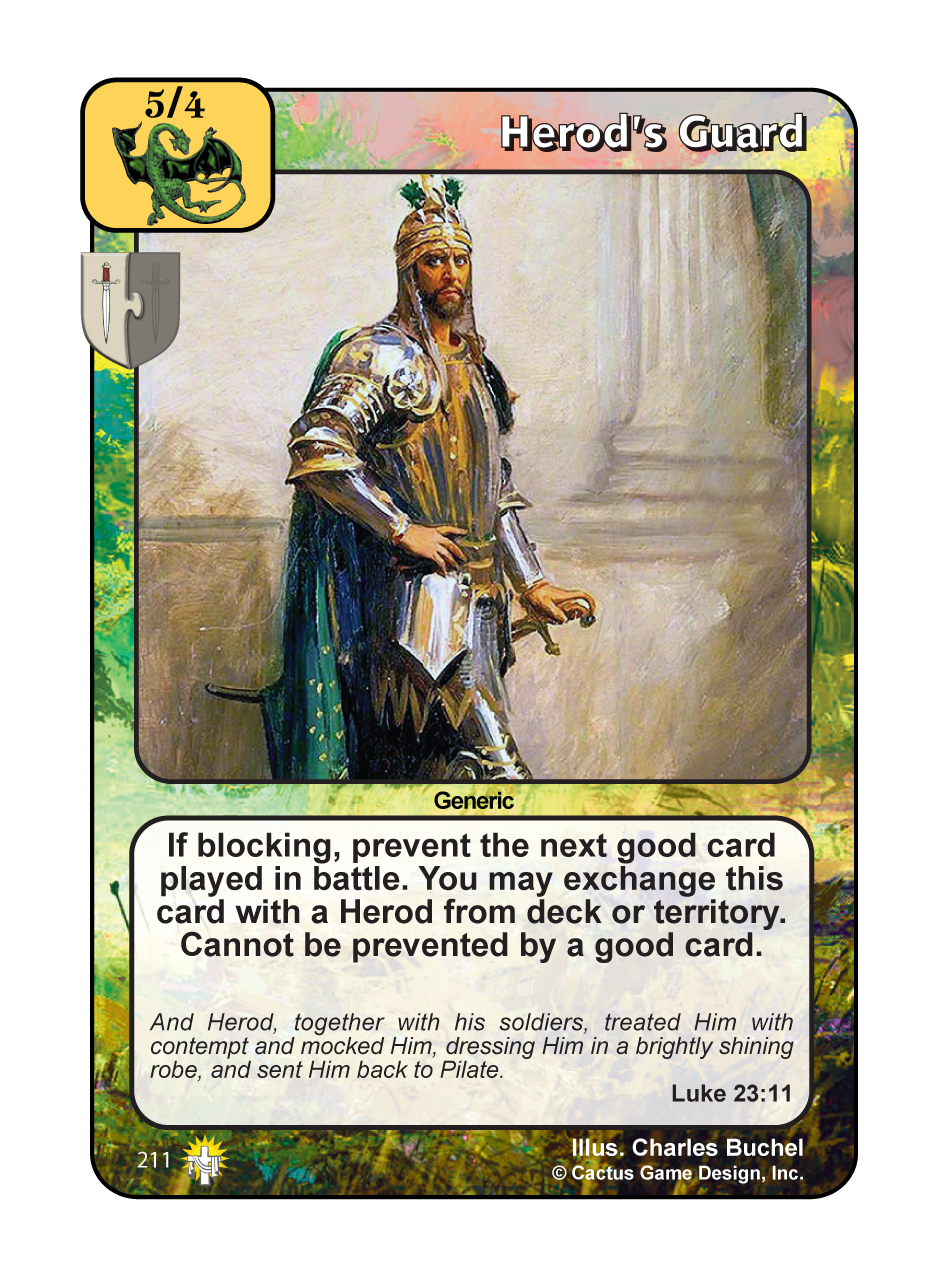 5/4
Herod's Guard
Generic
If blocking, prevent the next good card
played in battle. You may exchange this
card with a Herod from deck or territory.
Cannot be prevented by a good card.
And Herod, together with his soldiers, treated Him with
contempt and mocked Him, dressing Him in a brightly shining
robe, and sent Him back to Pilate.
Luke 23:11
211
Illus. Charles Buchel
© Cactus Game Design, Inc.